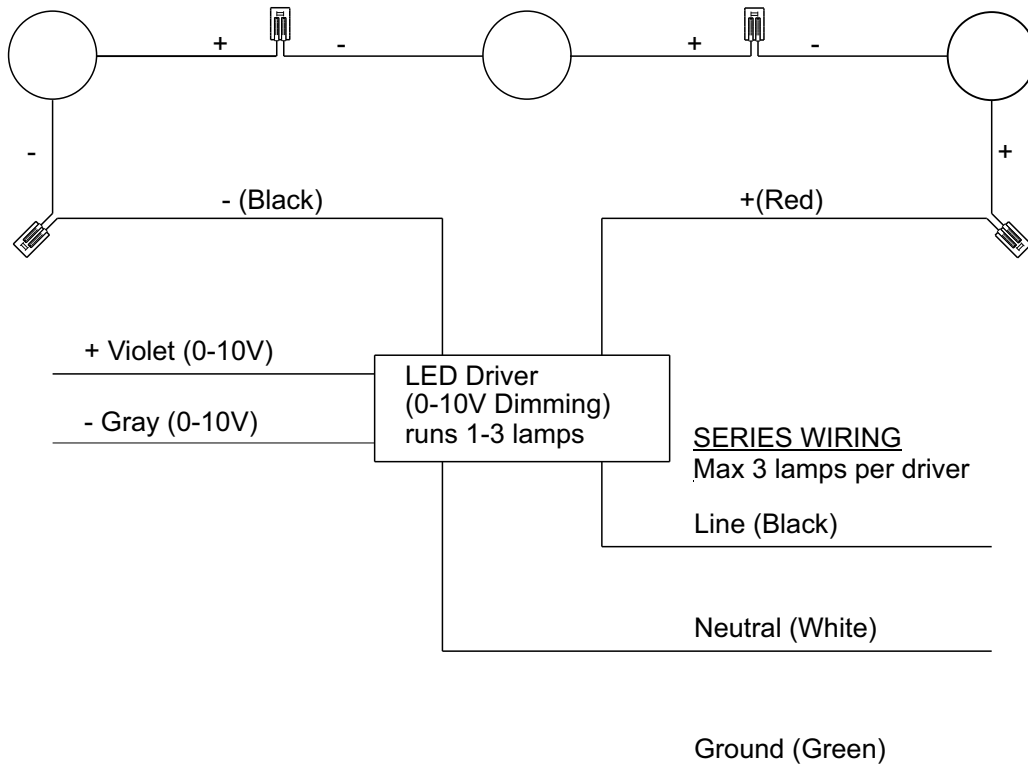 + - + -
- +
- (Black) +(Red)
+ Violet (0-10V)
- Gray (0-10V)
LED Driver
(0-10V Dimming)
runs 1-3 lamps
SERIES WIRING
Max 3 lamps per driver
Line (Black)
Neutral (White)
Ground (Green)